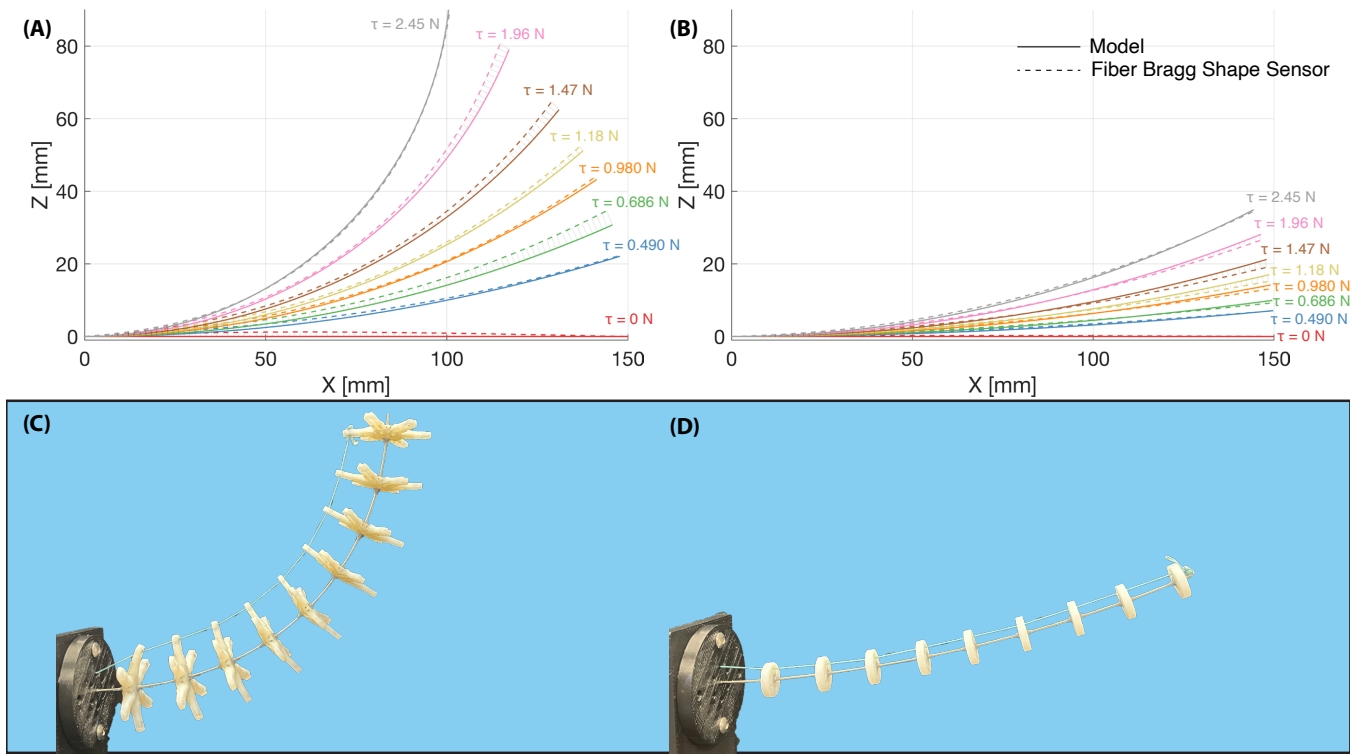 (A)
τ = 2.45 N
τ = 1.96 N
τ = 1.47 N
τ = 1.18 N
τ = 0.980 N
τ = 0.686 N
τ = 0.490 N
τ = 0 N
80
60
40
20
0
Z [mm]
0 50 100 150
X [mm]
(B)
Model
Fiber Bragg Shape Sensor
τ = 2.45 N
τ = 1.96 N
τ = 1.47 N
τ = 1.18 N
τ = 0.980 N
τ = 0.686 N
τ = 0.490 N
τ = 0 N
80
60
40
20
0
Z [mm]
0 50 100 150
X [mm]
(C)
(D)